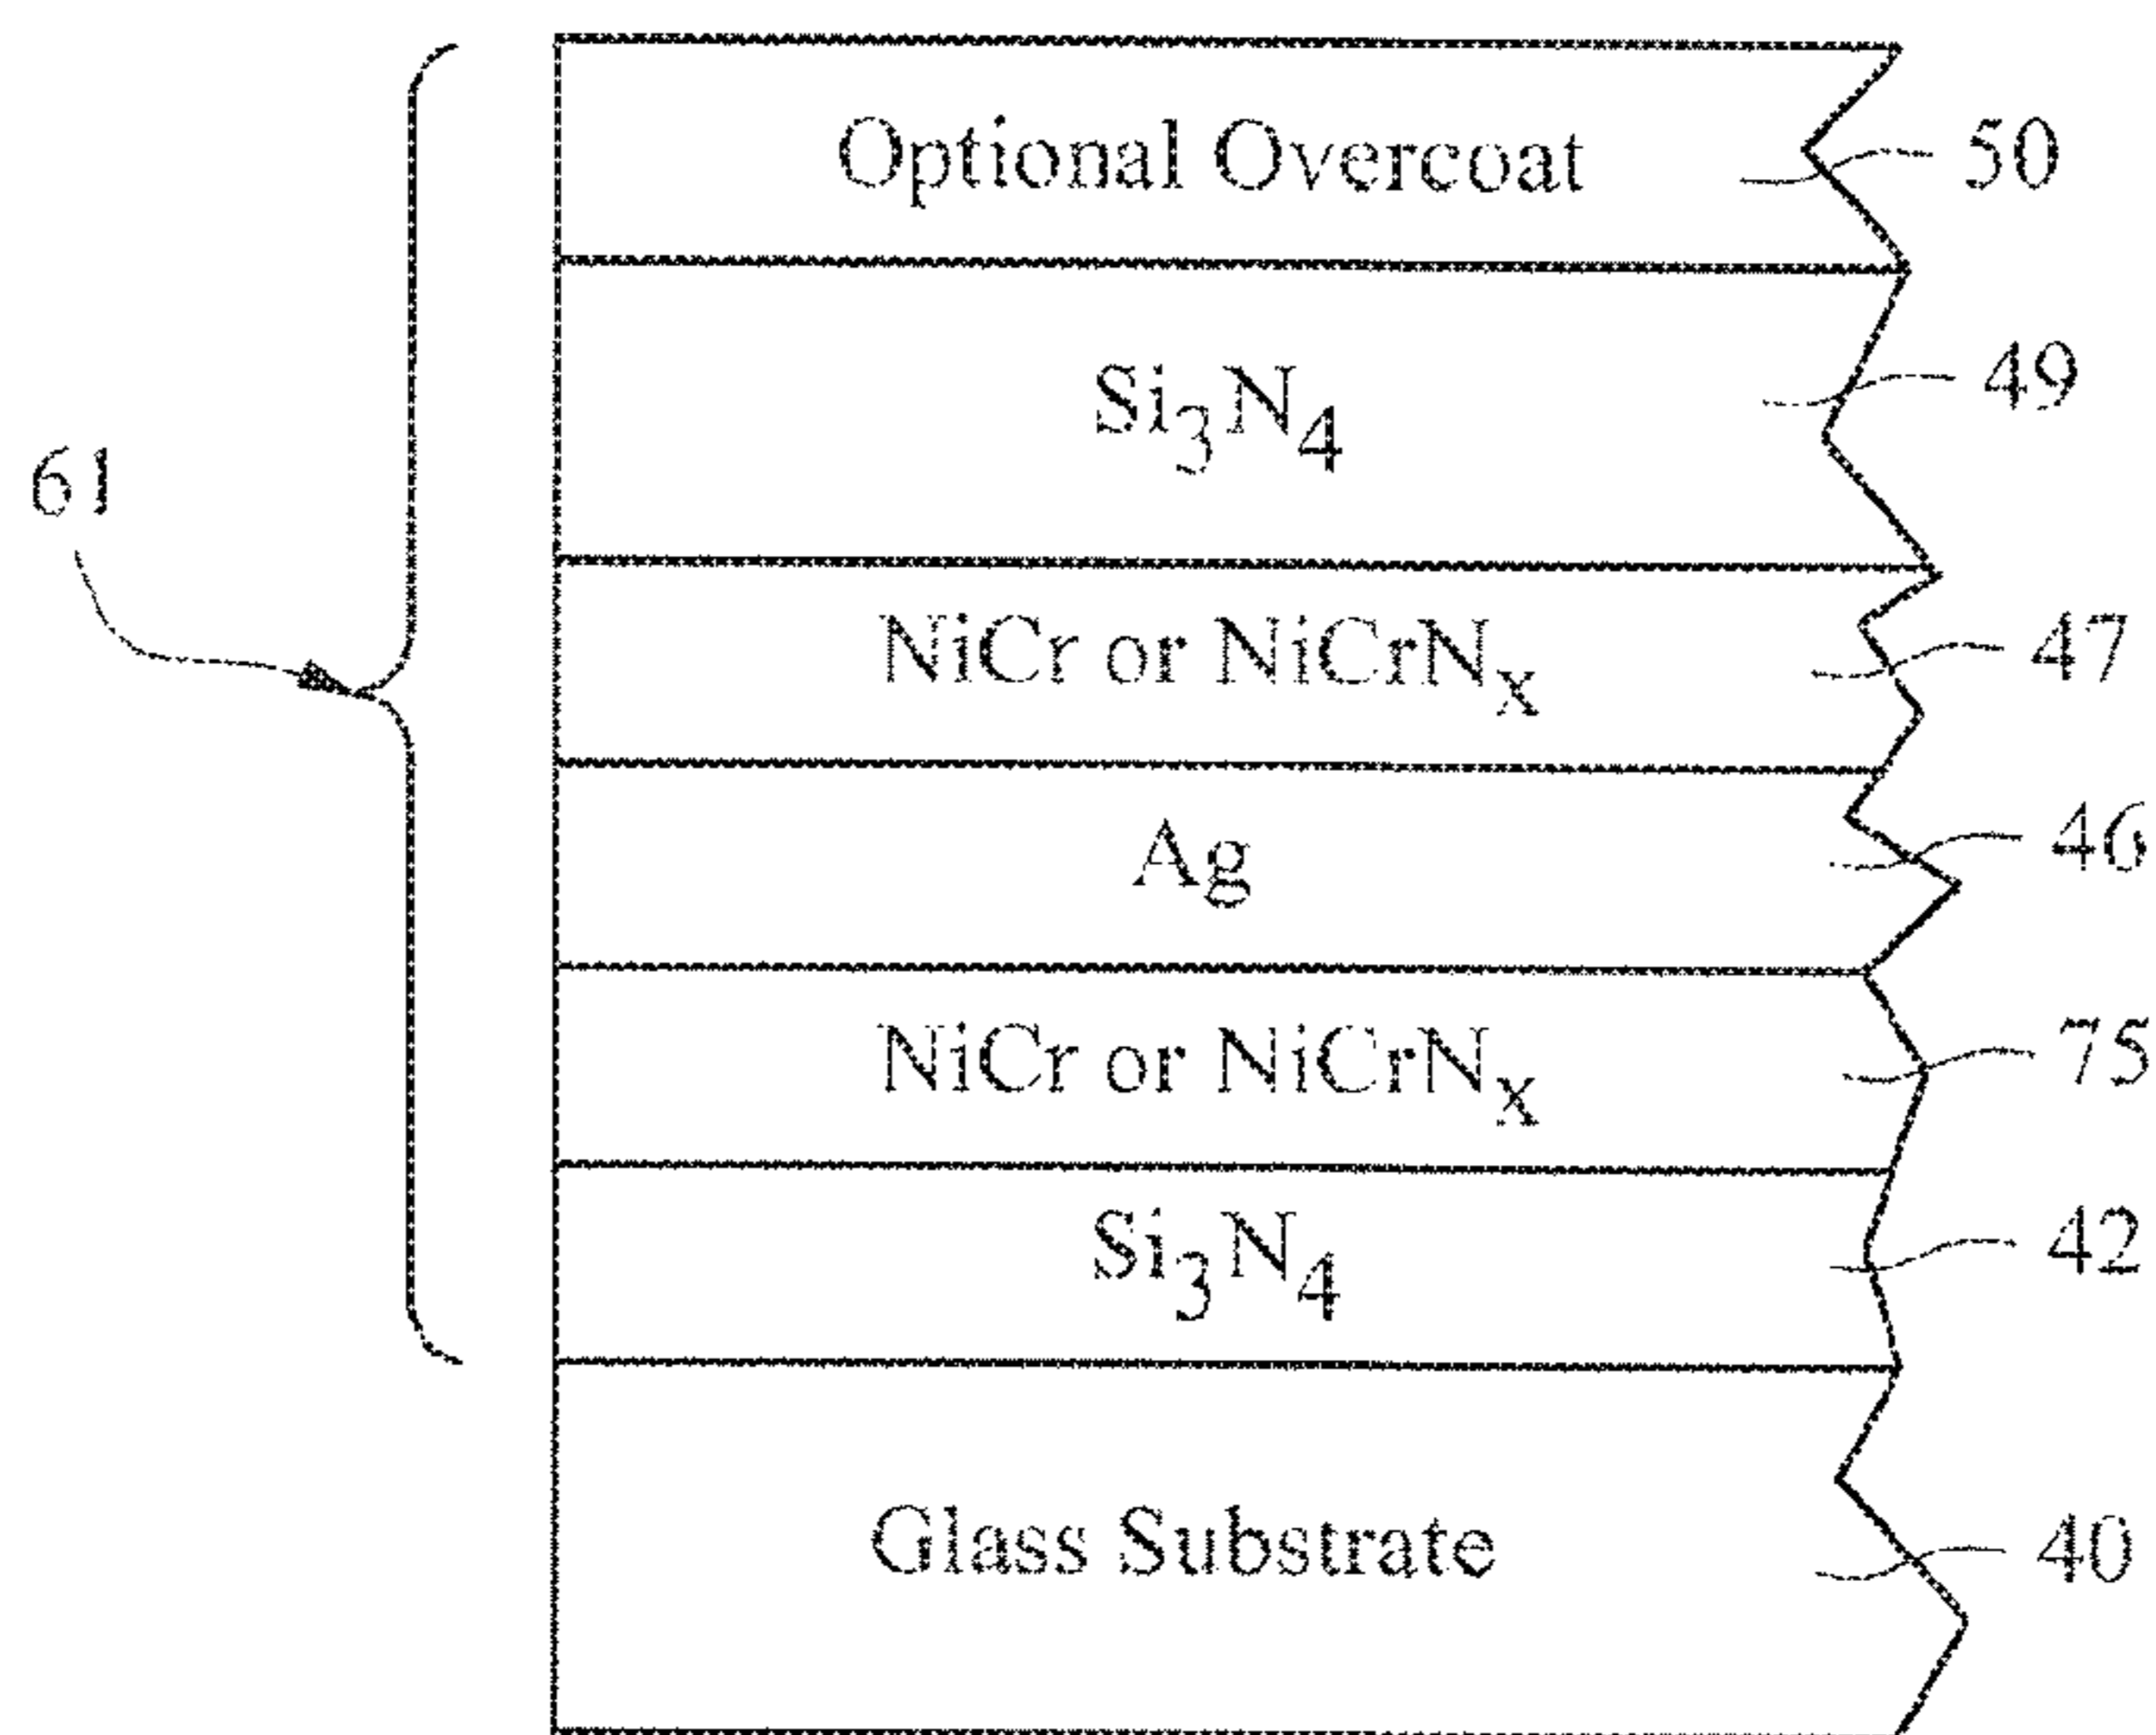 Optional Overcoat 50
Si₃N₄ 49
61
NiCr or NiCrNₓ 47
Ag 46
NiCr or NiCrNₓ 75
Si₃N₄ 42
Glass Substrate 40